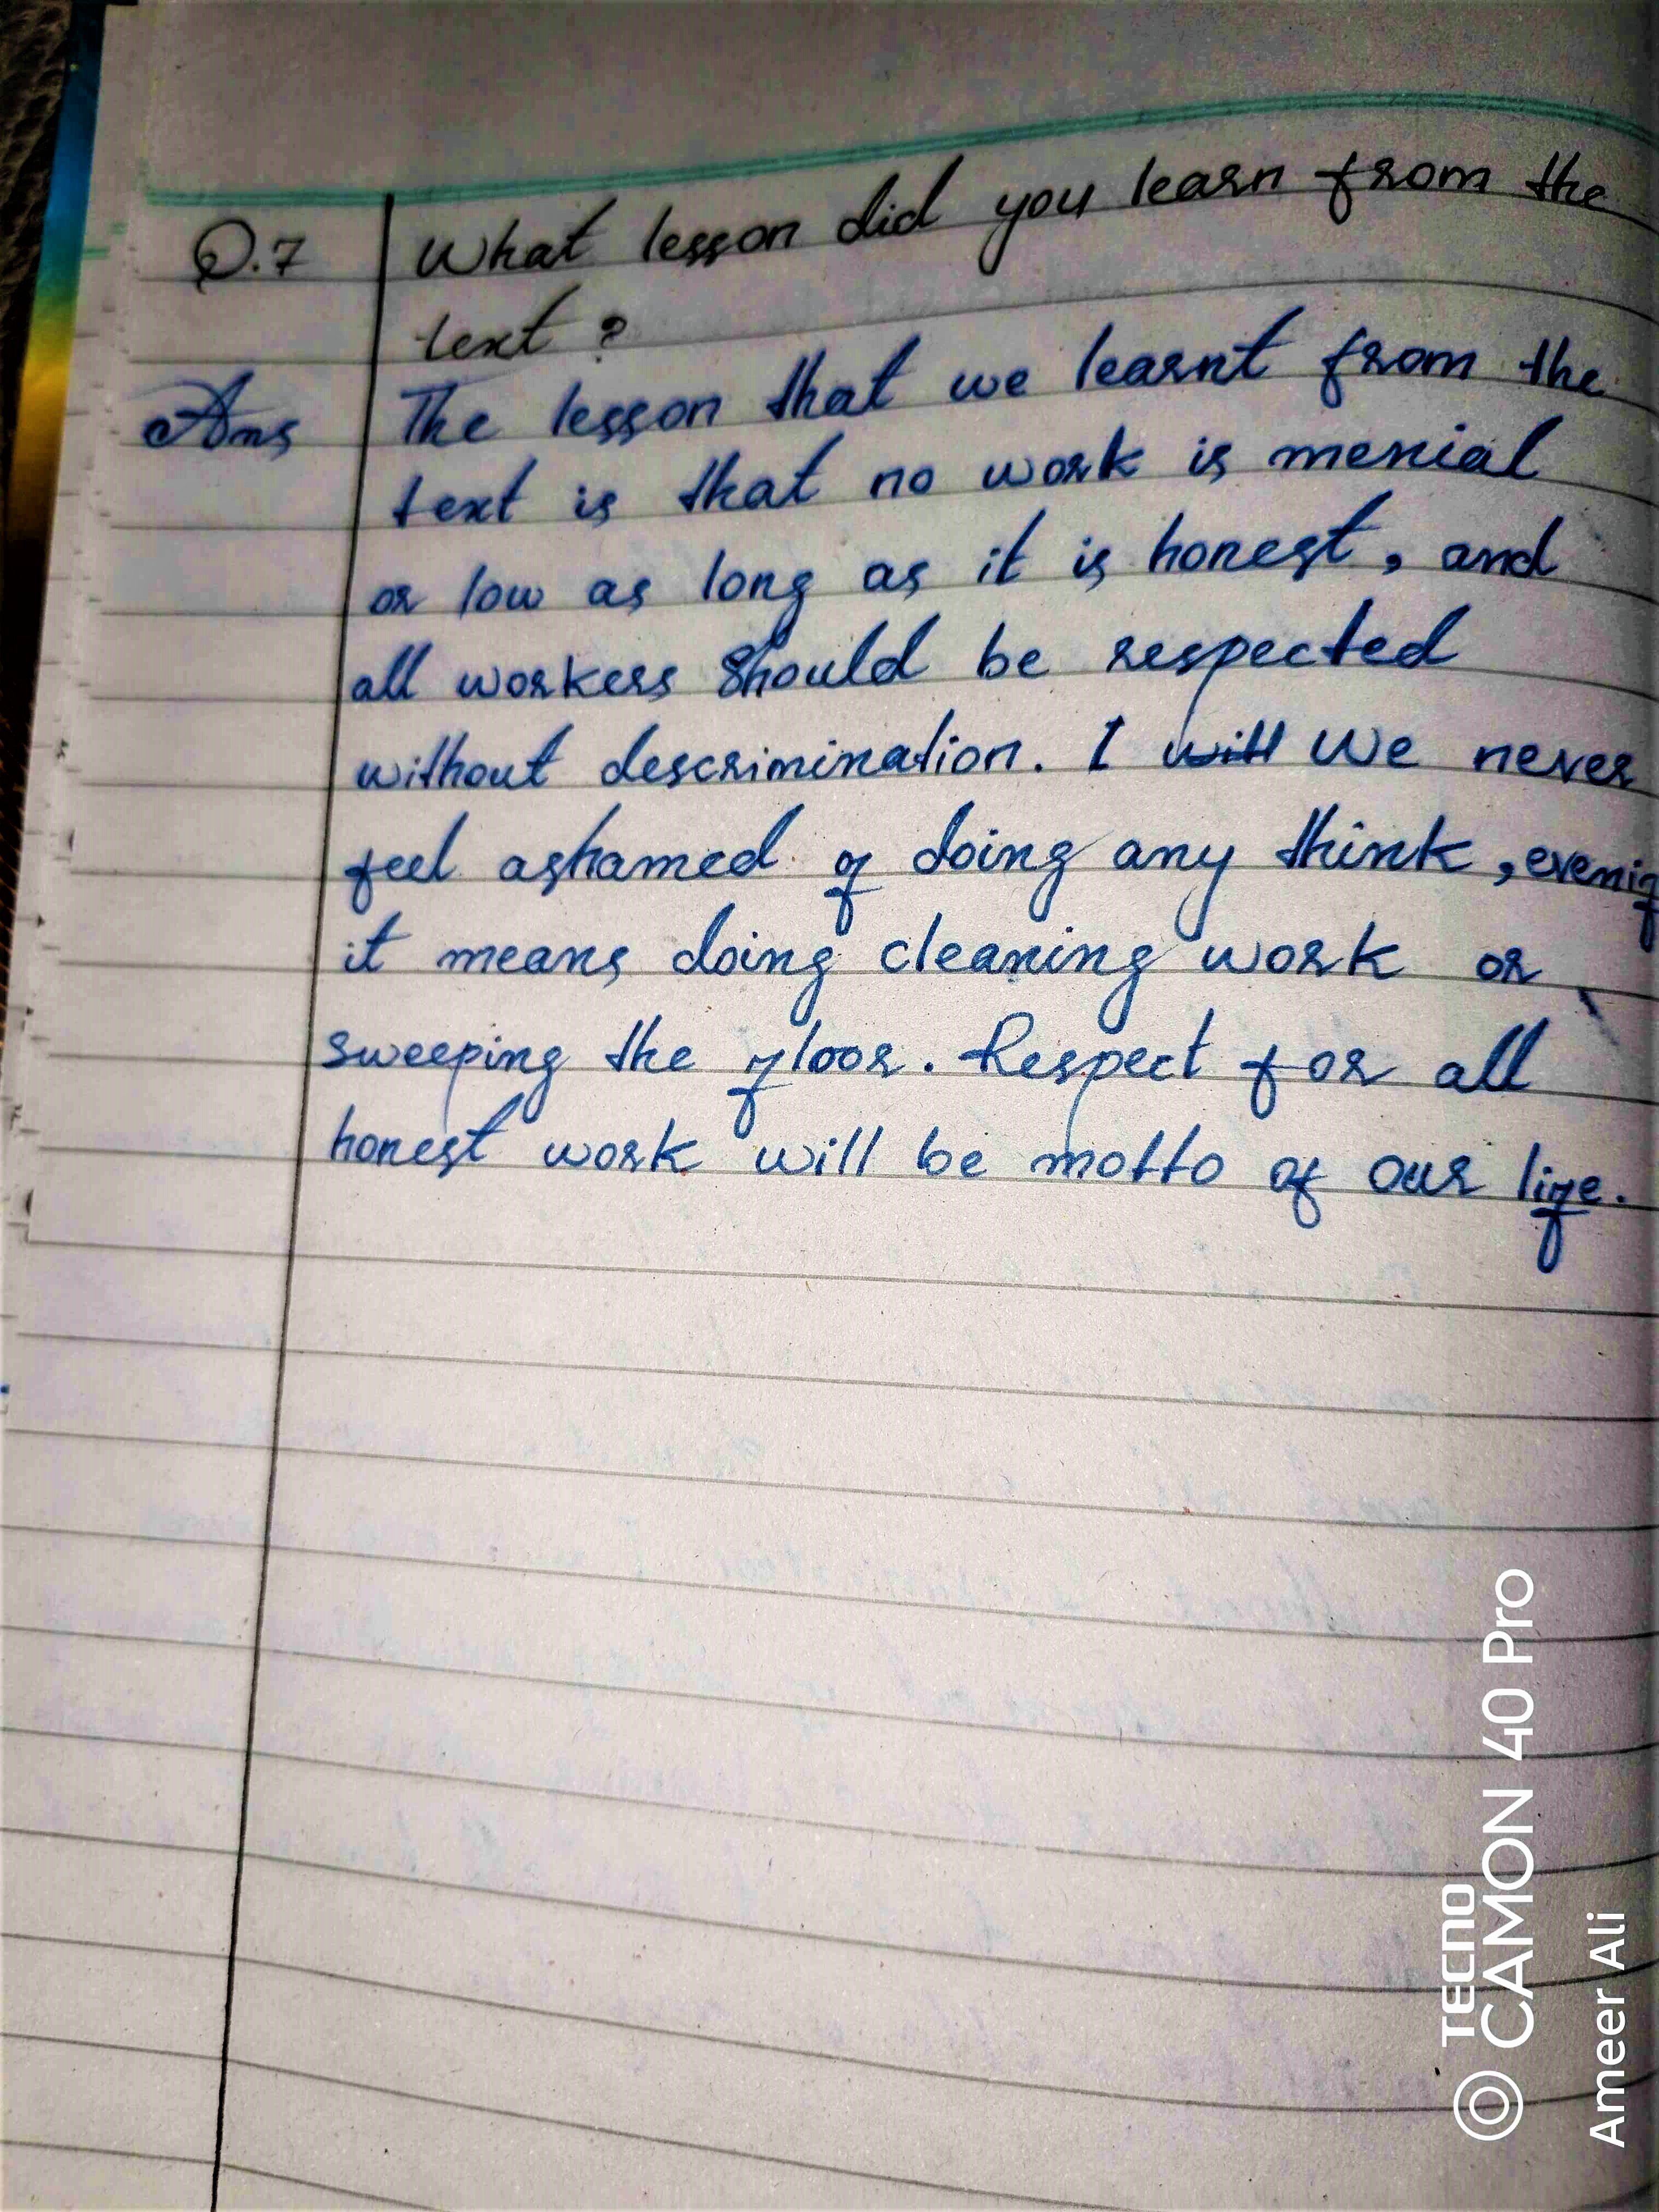 Q.7 What lesson did you learn from the
text ?
Ans The lesson that we learnt from the
text is that no work is menial
or low as long as it is honest, and
all workers should be respected
without descrimination. I will We never
feel ashamed of doing any think, evenif
it means doing cleaning work or
sweeping the floor. Respect for all
honest work will be motto of our life.
TECNO
CAMON 40 Pro
Ameer Ali